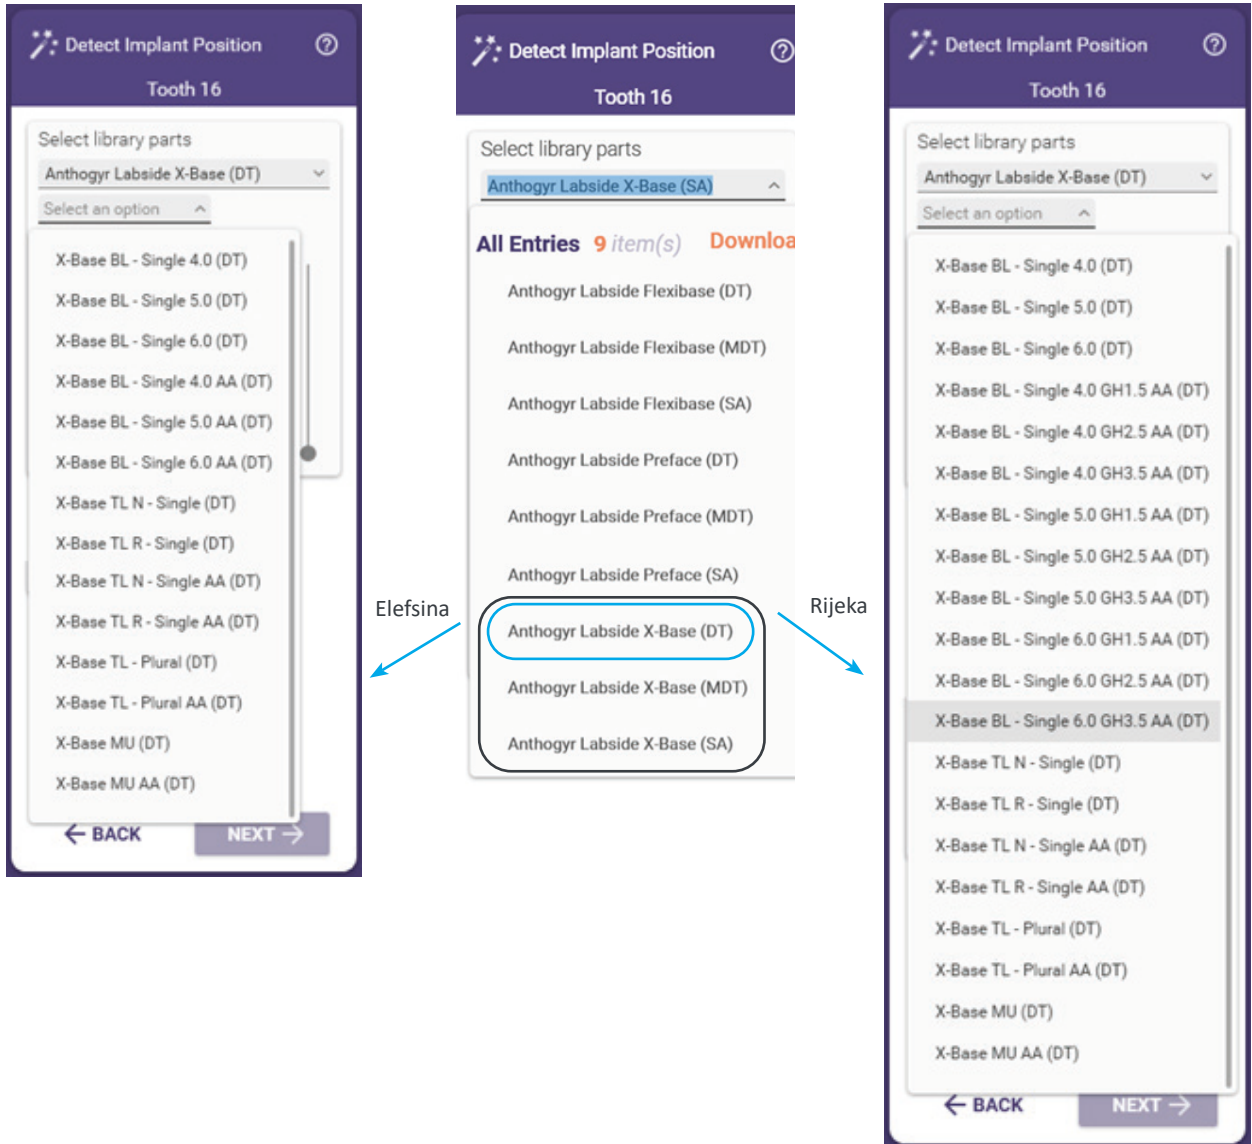 Detect Implant Position
Tooth 16
Select library parts
Anthogyr Labside X-Base (DT)
Select an option
X-Base BL - Single 4.0 (DT)
X-Base BL - Single 5.0 (DT)
X-Base BL - Single 6.0 (DT)
X-Base BL - Single 4.0 AA (DT)
X-Base BL - Single 5.0 AA (DT)
X-Base BL - Single 6.0 AA (DT)
X-Base TL N - Single (DT)
X-Base TL R - Single (DT)
X-Base TL N - Single AA (DT)
X-Base TL R - Single AA (DT)
X-Base TL - Plural (DT)
X-Base TL - Plural AA (DT)
X-Base MU (DT)
X-Base MU AA (DT)
BACK
NEXT
Elefsina
Detect Implant Position
Tooth 16
Select library parts
Anthogyr Labside X-Base (SA)
All Entries 9 item(s) Downloa
Anthogyr Labside Flexibase (DT)
Anthogyr Labside Flexibase (MDT)
Anthogyr Labside Flexibase (SA)
Anthogyr Labside Preface (DT)
Anthogyr Labside Preface (MDT)
Anthogyr Labside Preface (SA)
Anthogyr Labside X-Base (DT)
Anthogyr Labside X-Base (MDT)
Anthogyr Labside X-Base (SA)
Rijeka
Detect Implant Position
Tooth 16
Select library parts
Anthogyr Labside X-Base (DT)
Select an option
X-Base BL - Single 4.0 (DT)
X-Base BL - Single 5.0 (DT)
X-Base BL - Single 6.0 (DT)
X-Base BL - Single 4.0 GH1.5 AA (DT)
X-Base BL - Single 4.0 GH2.5 AA (DT)
X-Base BL - Single 4.0 GH3.5 AA (DT)
X-Base BL - Single 5.0 GH1.5 AA (DT)
X-Base BL - Single 5.0 GH2.5 AA (DT)
X-Base BL - Single 5.0 GH3.5 AA (DT)
X-Base BL - Single 6.0 GH1.5 AA (DT)
X-Base BL - Single 6.0 GH2.5 AA (DT)
X-Base BL - Single 6.0 GH3.5 AA (DT)
X-Base TL N - Single (DT)
X-Base TL R - Single (DT)
X-Base TL N - Single AA (DT)
X-Base TL R - Single AA (DT)
X-Base TL - Plural (DT)
X-Base TL - Plural AA (DT)
X-Base MU (DT)
X-Base MU AA (DT)
BACK
NEXT